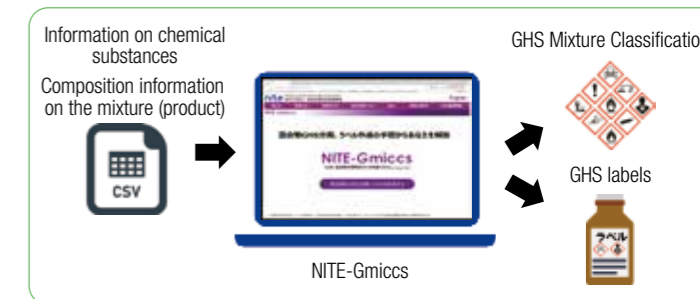 Information on chemical
substances
Composition information
on the mixture (product)
CSV
NITE-Gmiccs
NITE-Gmiccs
GHS Mixture Classificatio
GHS labels
ラベル